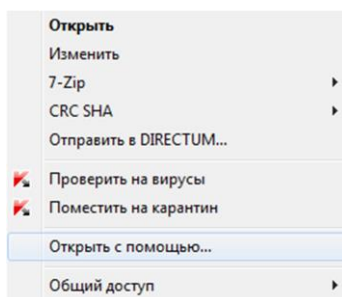 Открыть
Изменить
7-Zip
CRC SHA
Отправить в DIRECTUM...
Проверить на вирусы
Поместить на карантин
Открыть с помощью...
Общий доступ